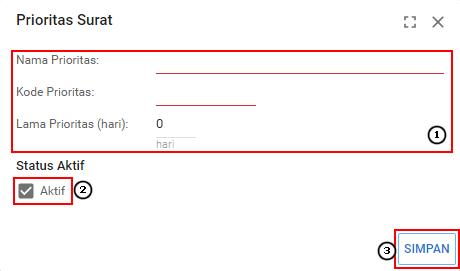 Prioritas Surat
Nama Prioritas:
Kode Prioritas:
Lama Prioritas (hari): 0
hari
1
Status Aktif
Aktif 2
3 SIMPAN